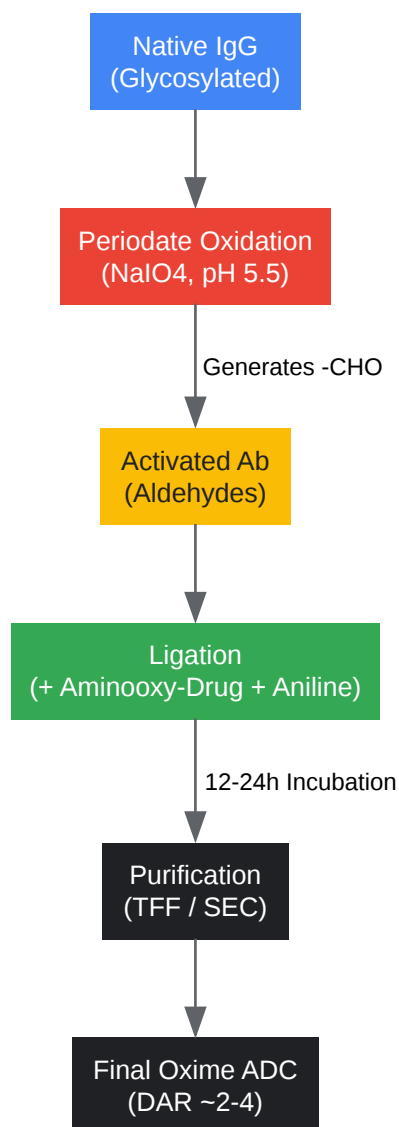 Native IgG
(Glycosylated)
Periodate Oxidation
(NaIO4, pH 5.5)
Generates -CHO
Activated Ab
(Aldehydes)
Ligation
(+ Aminooxy-Drug + Aniline)
12-24h Incubation
Purification
(TFF / SEC)
Final Oxime ADC
(DAR ~2-4)